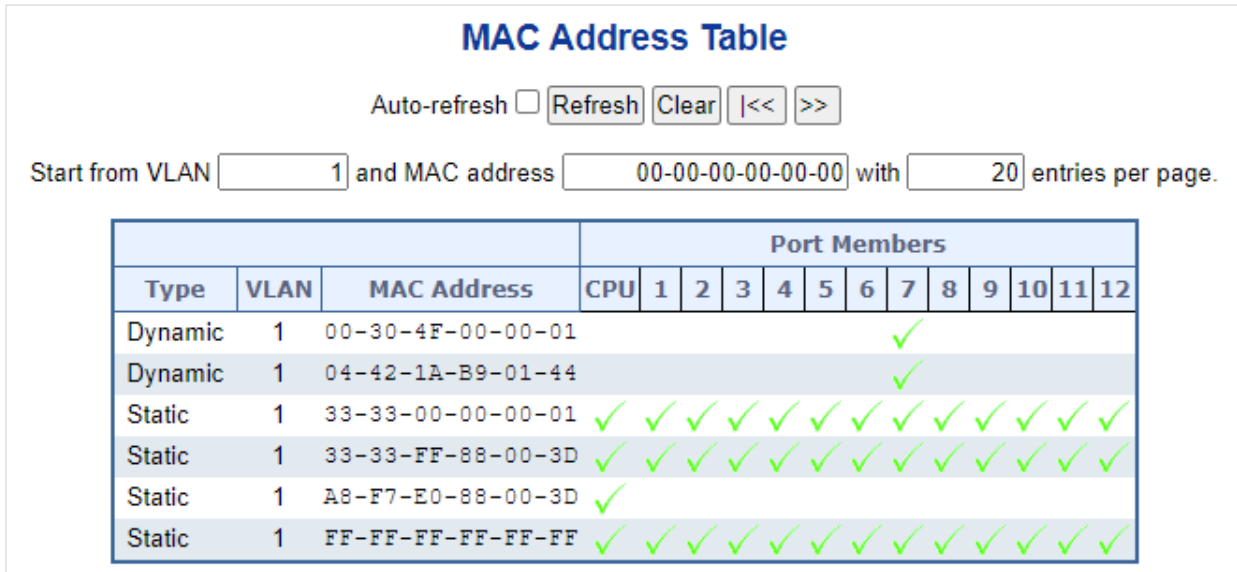 MAC Address Table
Auto-refresh Refresh Clear |<< >>
Start from VLAN 1 and MAC address 00-00-00-00-00-00 with 20 entries per page.
Port Members
Type VLAN MAC Address CPU 1 2 3 4 5 6 7 8 9 10 11 12
Dynamic 1 00-30-4F-00-00-01
Dynamic 1 04-42-1A-B9-01-44
Static 1 33-33-00-00-00-01
Static 1 33-33-FF-88-00-3D
Static 1 A8-F7-E0-88-00-3D
Static 1 FF-FF-FF-FF-FF-FF